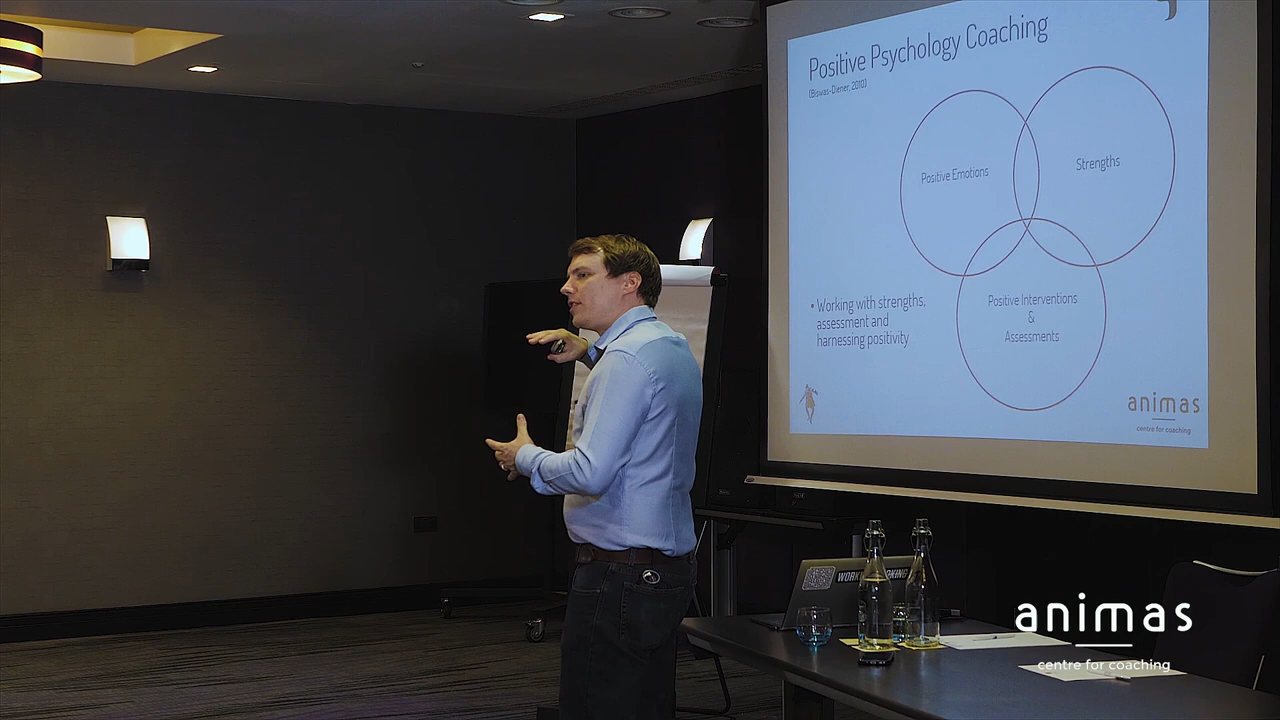 Positive Psychology Coaching
(Biswas-Diener, 2010)
Positive Emotions
Strengths
Positive Interventions
&
Assessments
• Working with strengths,
assessment and
harnessing positivity
animas
centre for coaching
animas
centre for coaching